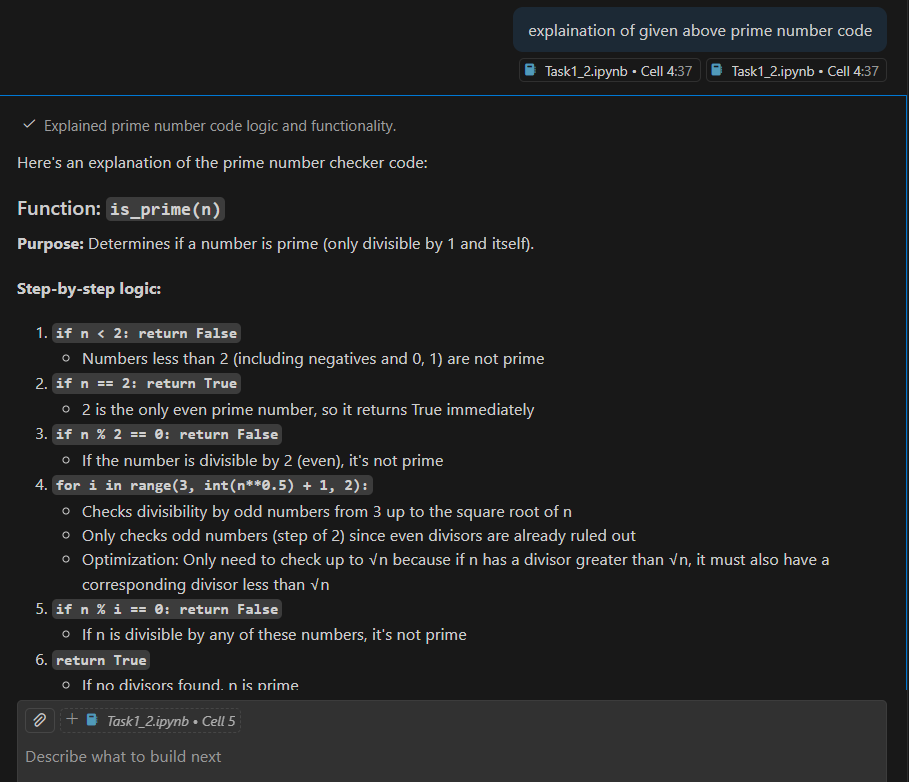 explaination of given above prime number code
Task1_2.ipynb • Cell 4:37 Task1_2.ipynb • Cell 4:37
Explained prime number code logic and functionality.
Here's an explanation of the prime number checker code:
Function: is_prime(n)
Purpose: Determines if a number is prime (only divisible by 1 and itself).
Step-by-step logic:
1. if n < 2: return False
Numbers less than 2 (including negatives and 0, 1) are not prime
2. if n == 2: return True
2 is the only even prime number, so it returns True immediately
3. if n % 2 == 0: return False
If the number is divisible by 2 (even), it's not prime
4. for i in range(3, int(n**0.5) + 1, 2):
Checks divisibility by odd numbers from 3 up to the square root of n
Only checks odd numbers (step of 2) since even divisors are already ruled out
Optimization: Only need to check up to √n because if n has a divisor greater than √n, it must also have a
corresponding divisor less than √n
5. if n % i == 0: return False
If n is divisible by any of these numbers, it's not prime
6. return True
If no divisors found, n is prime
Task1_2.ipynb • Cell 5
Describe what to build next